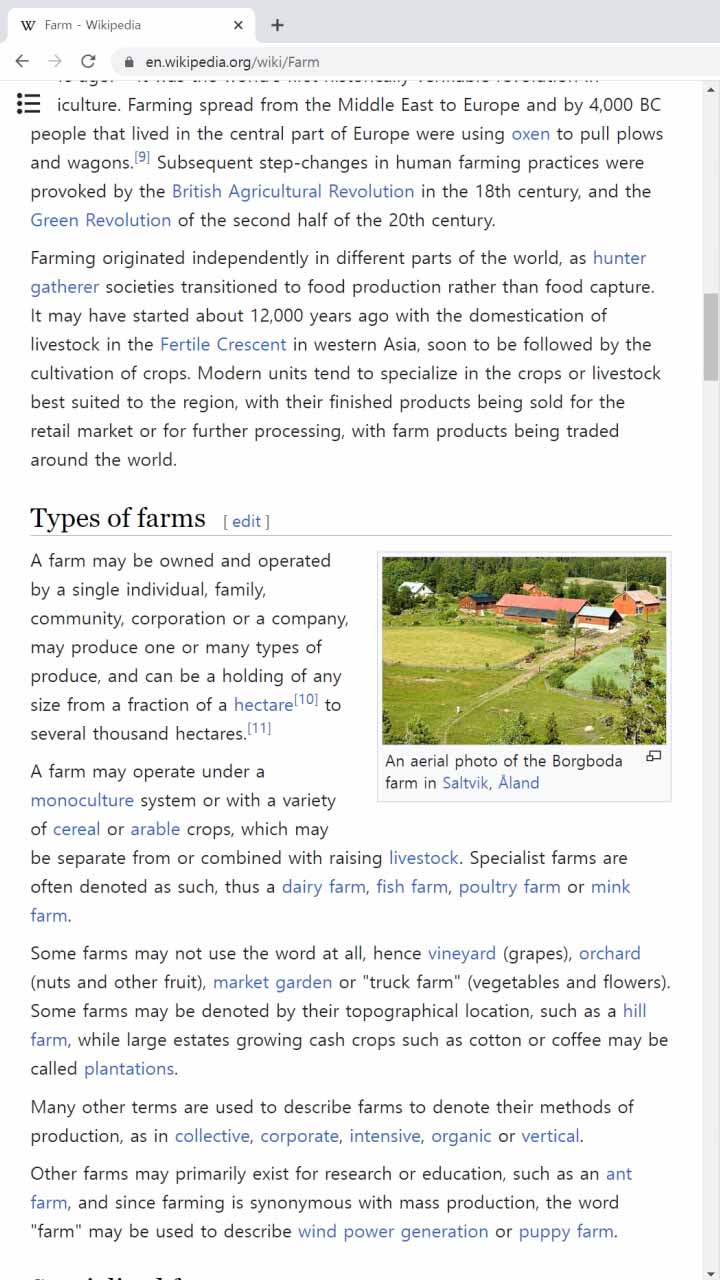 W Farm - Wikipedia
en.wikipedia.org/wiki/Farm
iculture. Farming spread from the Middle East to Europe and by 4,000 BC
people that lived in the central part of Europe were using oxen to pull plows
and wagons.[9] Subsequent step-changes in human farming practices were
provoked by the British Agricultural Revolution in the 18th century, and the
Green Revolution of the second half of the 20th century.
Farming originated independently in different parts of the world, as hunter
gatherer societies transitioned to food production rather than food capture.
It may have started about 12,000 years ago with the domestication of
livestock in the Fertile Crescent in western Asia, soon to be followed by the
cultivation of crops. Modern units tend to specialize in the crops or livestock
best suited to the region, with their finished products being sold for the
retail market or for further processing, with farm products being traded
around the world.
Types of farms [ edit ]
A farm may be owned and operated
by a single individual, family,
community, corporation or a company,
may produce one or many types of
produce, and can be a holding of any
size from a fraction of a hectare[10] to
several thousand hectares.[11]
An aerial photo of the Borgboda
farm in Saltvik, Åland
A farm may operate under a
monoculture system or with a variety
of cereal or arable crops, which may
be separate from or combined with raising livestock. Specialist farms are
often denoted as such, thus a dairy farm, fish farm, poultry farm or mink
farm.
Some farms may not use the word at all, hence vineyard (grapes), orchard
(nuts and other fruit), market garden or "truck farm" (vegetables and flowers).
Some farms may be denoted by their topographical location, such as a hill
farm, while large estates growing cash crops such as cotton or coffee may be
called plantations.
Many other terms are used to describe farms to denote their methods of
production, as in collective, corporate, intensive, organic or vertical.
Other farms may primarily exist for research or education, such as an ant
farm, and since farming is synonymous with mass production, the word
"farm" may be used to describe wind power generation or puppy farm.